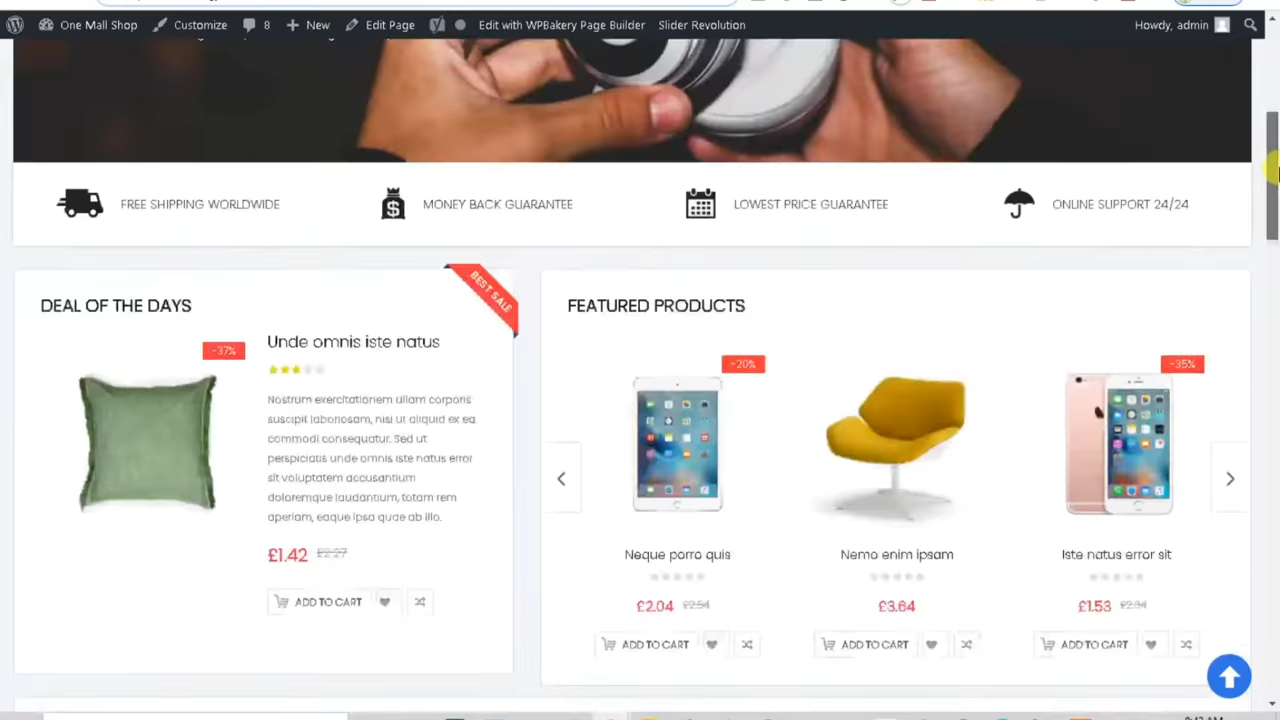 One Mall Shop Customize 8 New Edit Page Edit with WPBakery Page Builder Slider Revolution Howdy, admin
FREE SHIPPING WORLDWIDE MONEY BACK GUARANTEE LOWEST PRICE GUARANTEE ONLINE SUPPORT 24/24
DEAL OF THE DAYS
BEST SALE
-37%
Unde omnis iste natus
Nostrum exercitationem ullam corporis
suscipit laboriosam, nisi ut aliquid ex ea
commodi consequatur. Sed ut
perspiciatis unde omnis iste natus error
sit voluptatem accusantium
doloremque laudantium, totam rem
aperiam, eaque ipsa quae ab illo.
£1.42 £2.27
ADD TO CART
FEATURED PRODUCTS
-20%
-35%
Neque porro quis Nemo enim ipsam Iste natus error sit
£2.04 £2.54 £3.64 £1.53
ADD TO CART ADD TO CART ADD TO CART